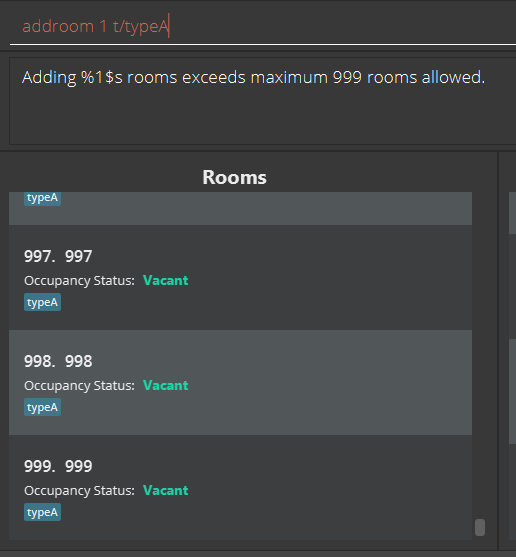 addroom 1 t/typeA
Adding %1$s rooms exceeds maximum 999 rooms allowed.
Rooms
typeA
997. 997
Occupancy Status: Vacant
typeA
998. 998
Occupancy Status: Vacant
typeA
999. 999
Occupancy Status: Vacant
typeA